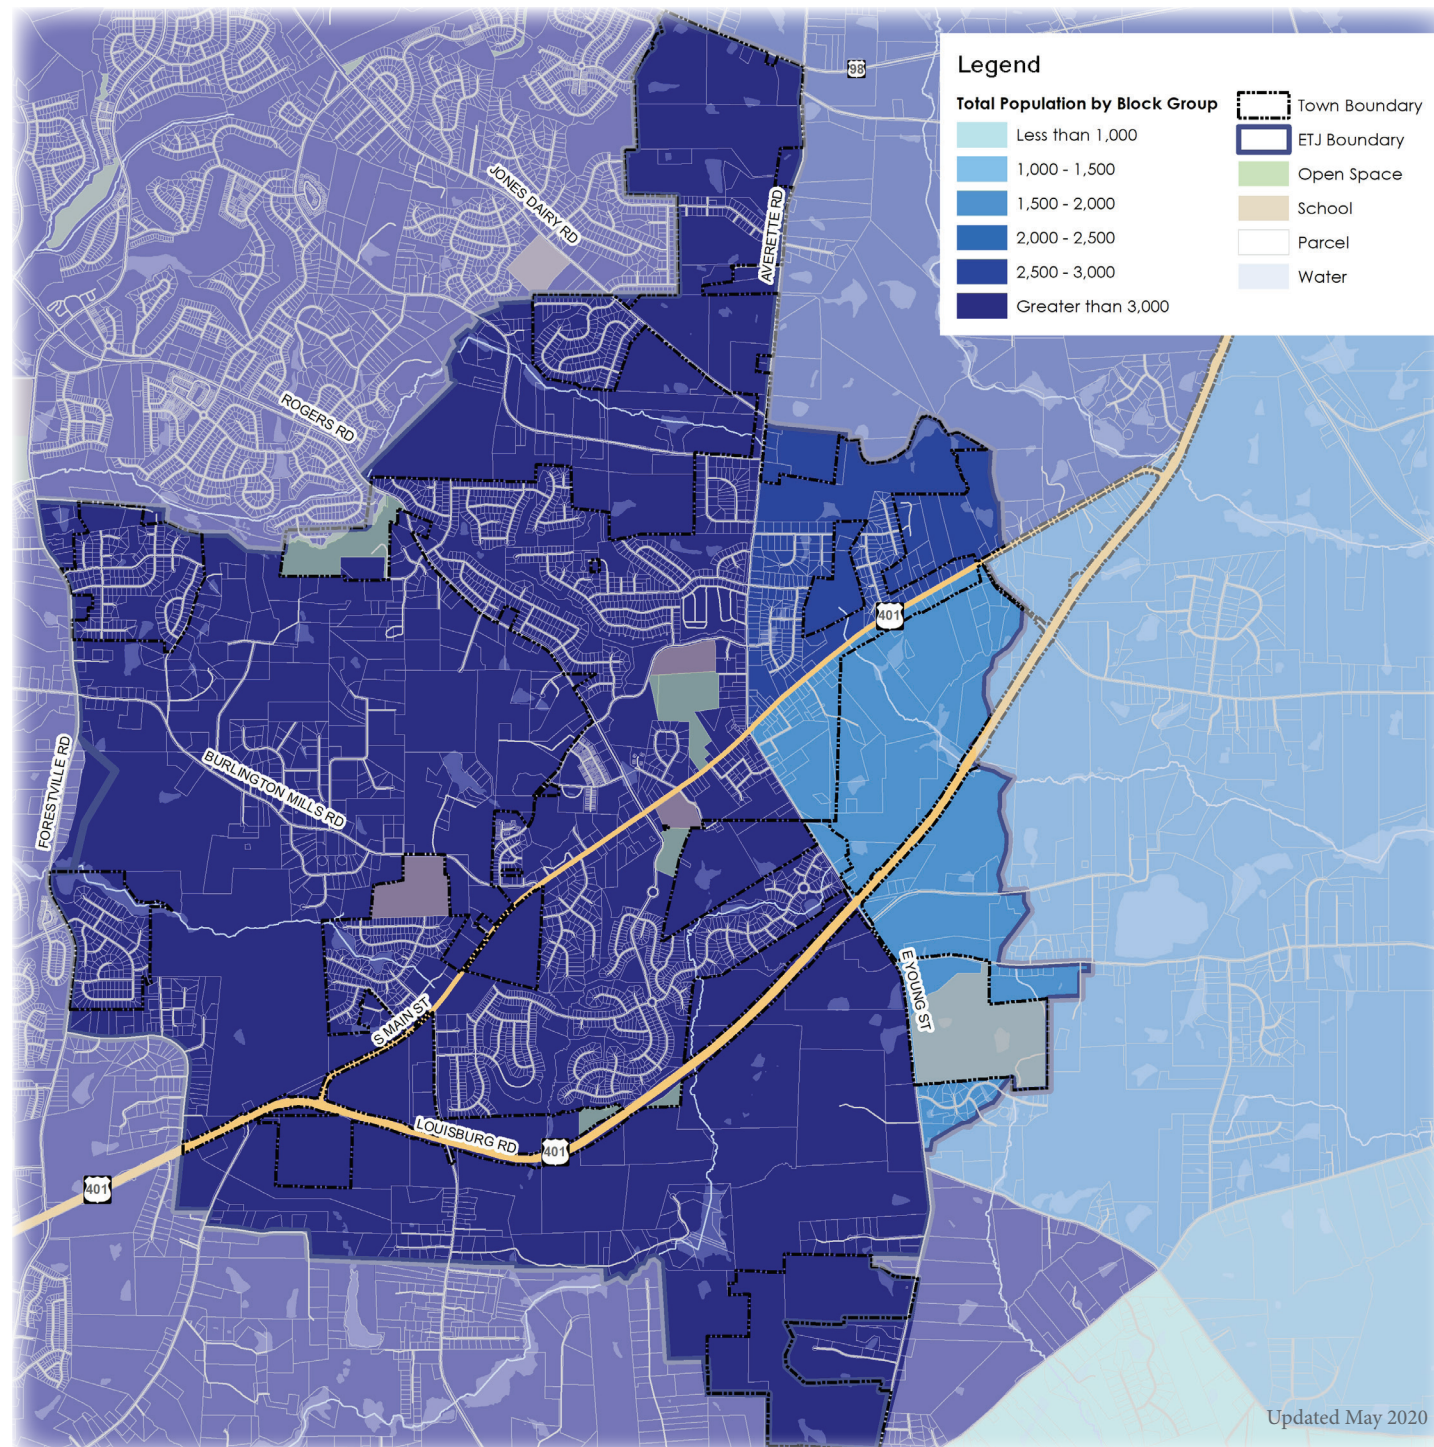 Legend
Total Population by Block Group
Less than 1,000
1,000 - 1,500
1,500 - 2,000
2,000 - 2,500
2,500 - 3,000
Greater than 3,000
Town Boundary
ETJ Boundary
Open Space
School
Parcel
Water
98
JONES DAIRY RD
AVERETTE RD
ROGERS RD
401
FORESTVILLE RD
BURLINGTON MILLS RD
E YOUNG ST
S MAIN ST
LOUISBURG RD
401
401
Updated May 2020